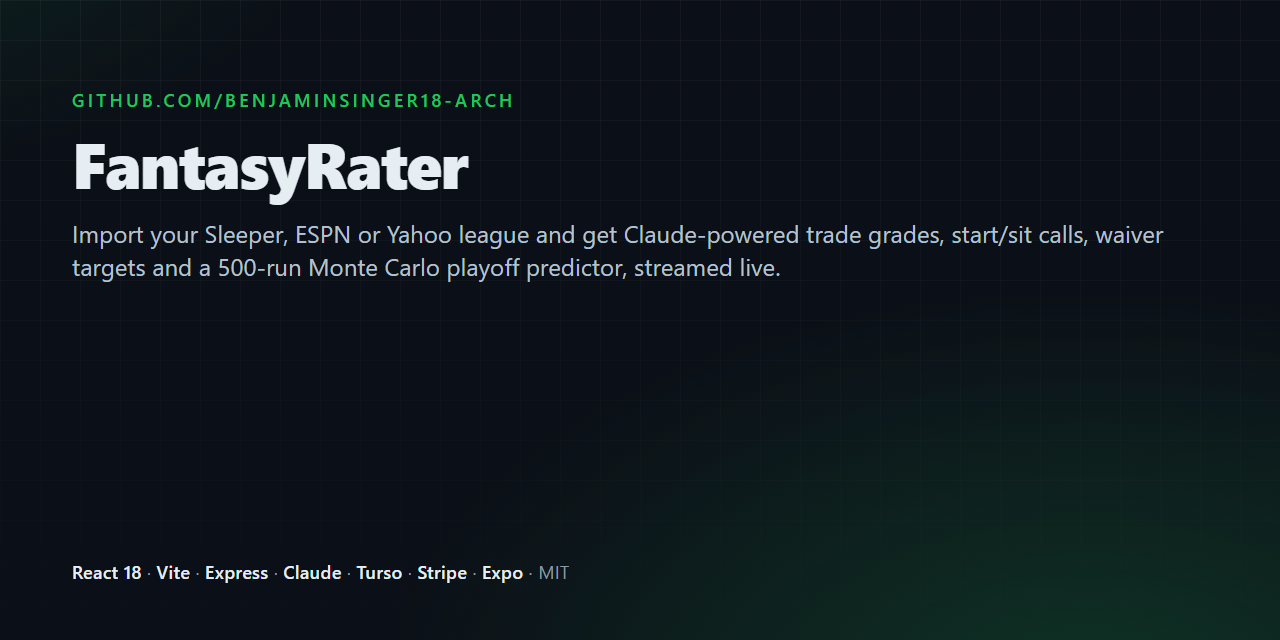 GITHUB.COM/BENJAMINSINGER18-ARCH
FantasyRater
Import your Sleeper, ESPN or Yahoo league and get Claude-powered trade grades, start/sit calls, waiver
targets and a 500-run Monte Carlo playoff predictor, streamed live.
React 18 · Vite · Express · Claude · Turso · Stripe · Expo · MIT